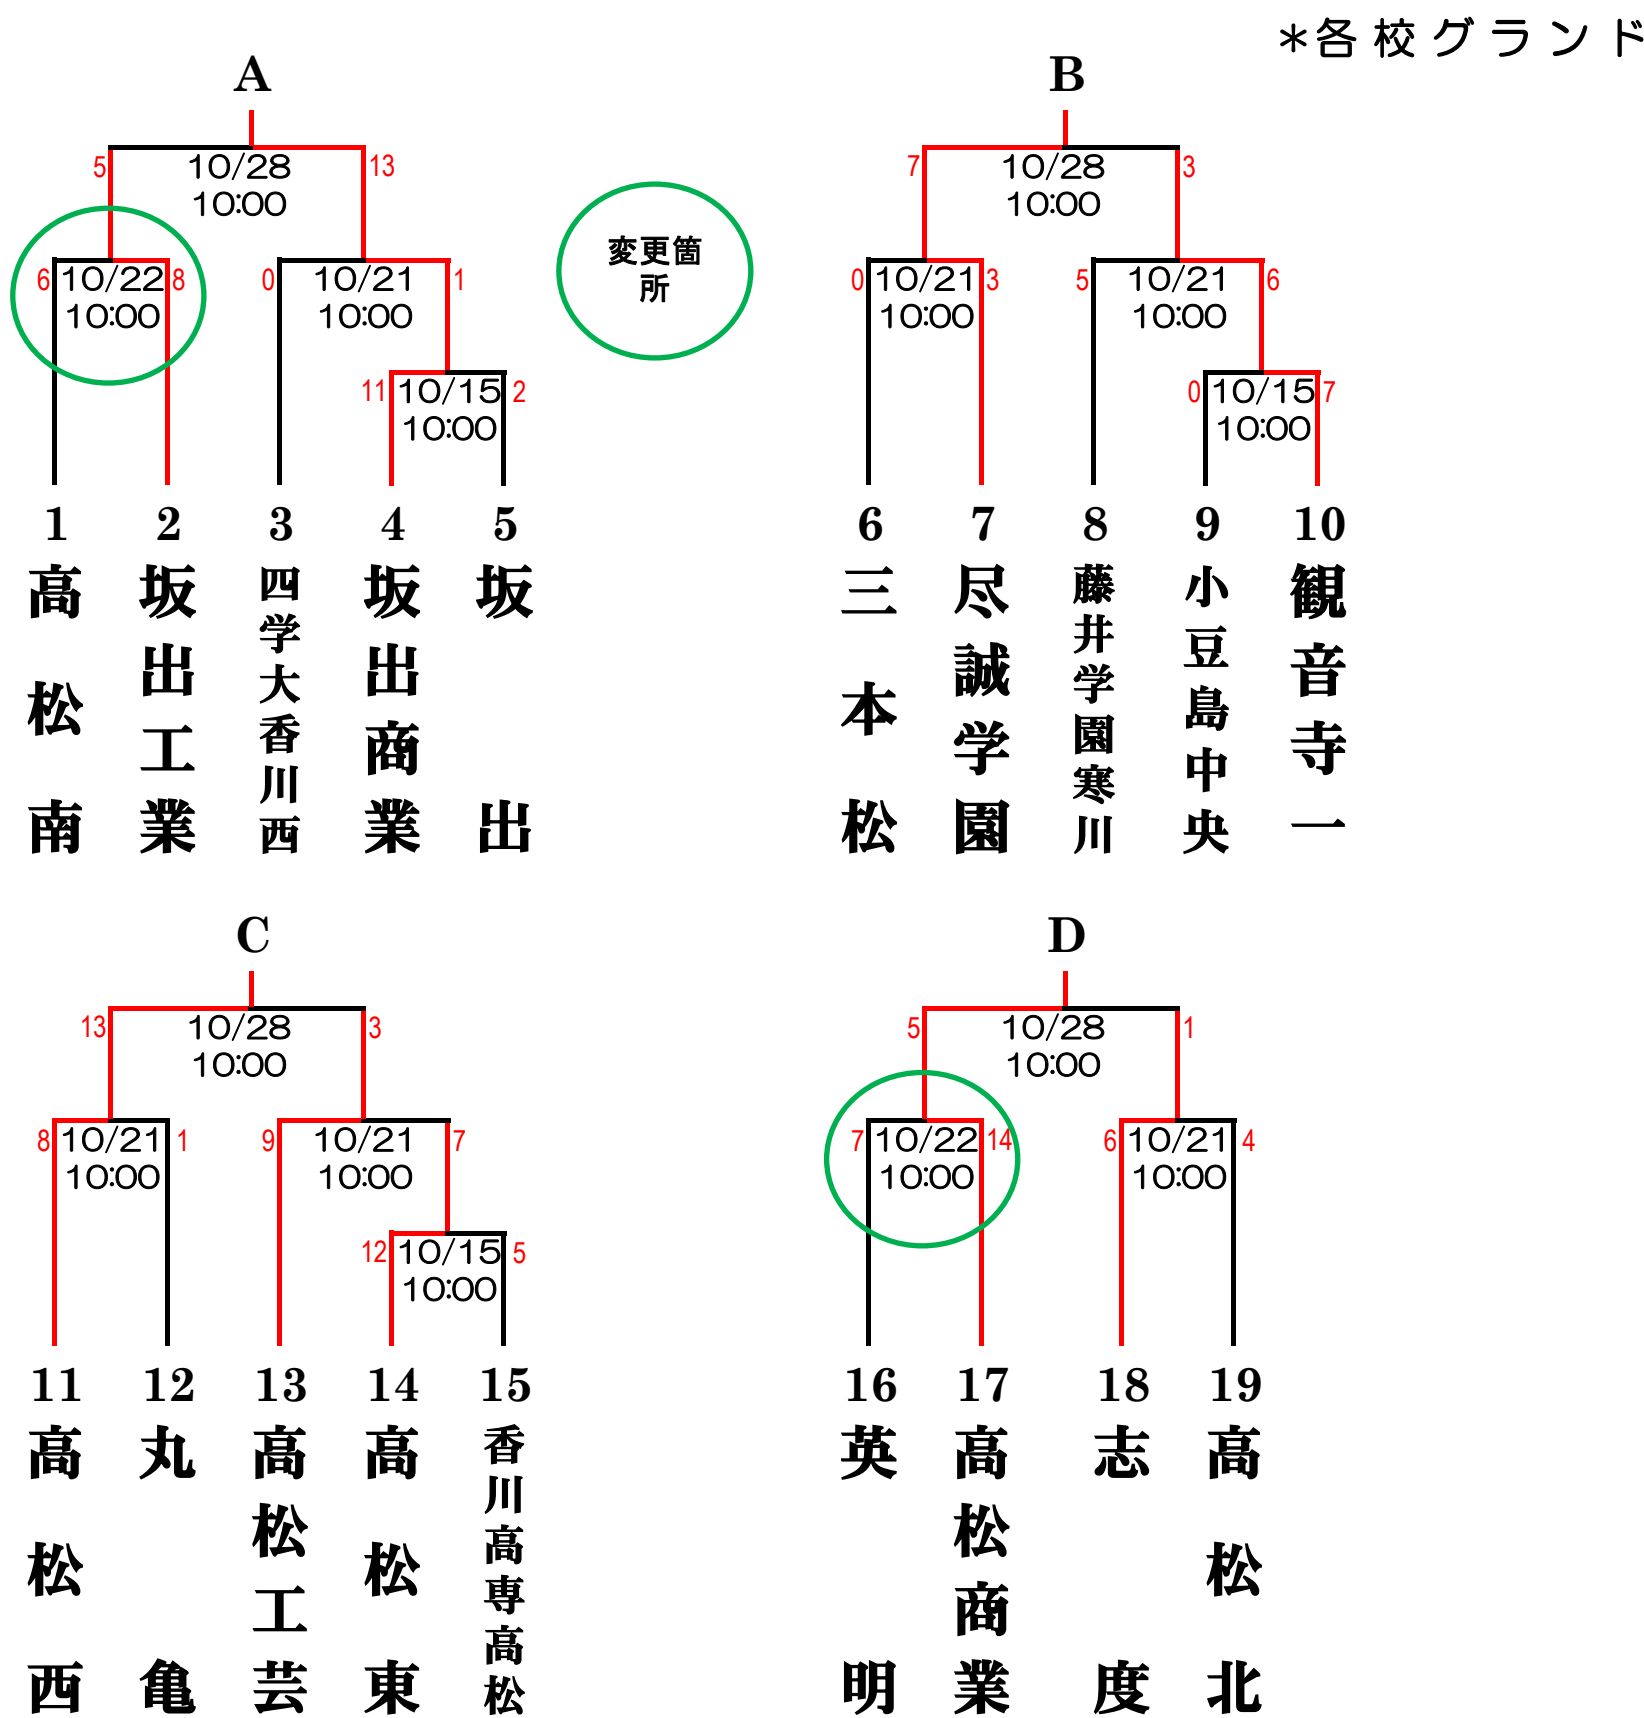 *各校グランド
A
5 10/28 13
10:00
6 10/22 8
10:00
0 10/21 1
10:00
11 10/15 2
10:00
変更箇
所
1 2 3 4 5
高松南
坂出工業
四学大香川西
坂出商業
坂出
B
7 10/28 3
10:00
0 10/21 3
10:00
5 10/21 6
10:00
0 10/15 7
10:00
6 7 8 9 10
三本松
尽誠学園
藤井学園寒川
小豆島中央
観音寺一
C
13 10/28 3
10:00
8 10/21 1
10:00
9 10/21 7
10:00
12 10/15 5
10:00
11 12 13 14 15
高松西
丸亀
高松工芸
高松東
香川高専高松
D
5 10/28 1
10:00
7 10/22 14
10:00
6 10/21 4
10:00
16 17 18 19
英明
高松商業
志度
高松北